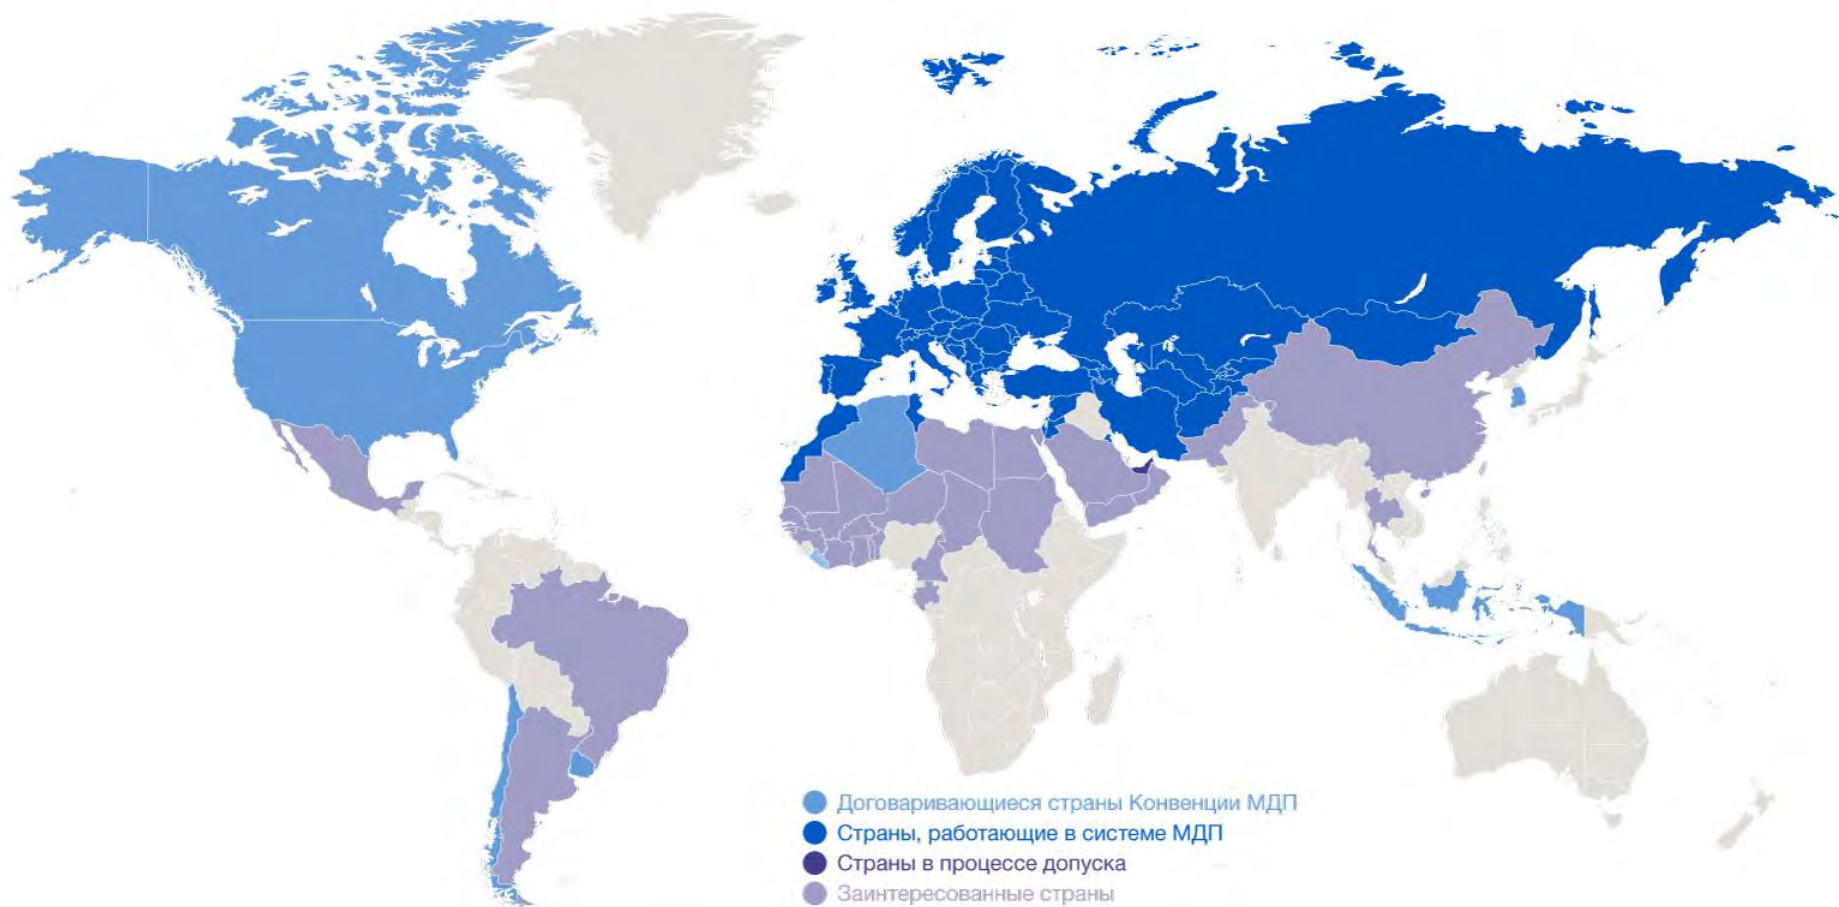 Договаривающиеся страны Конвенции МДП
Страны, работающие в системе МДП
Страны в процессе допуска
Заинтересованные страны